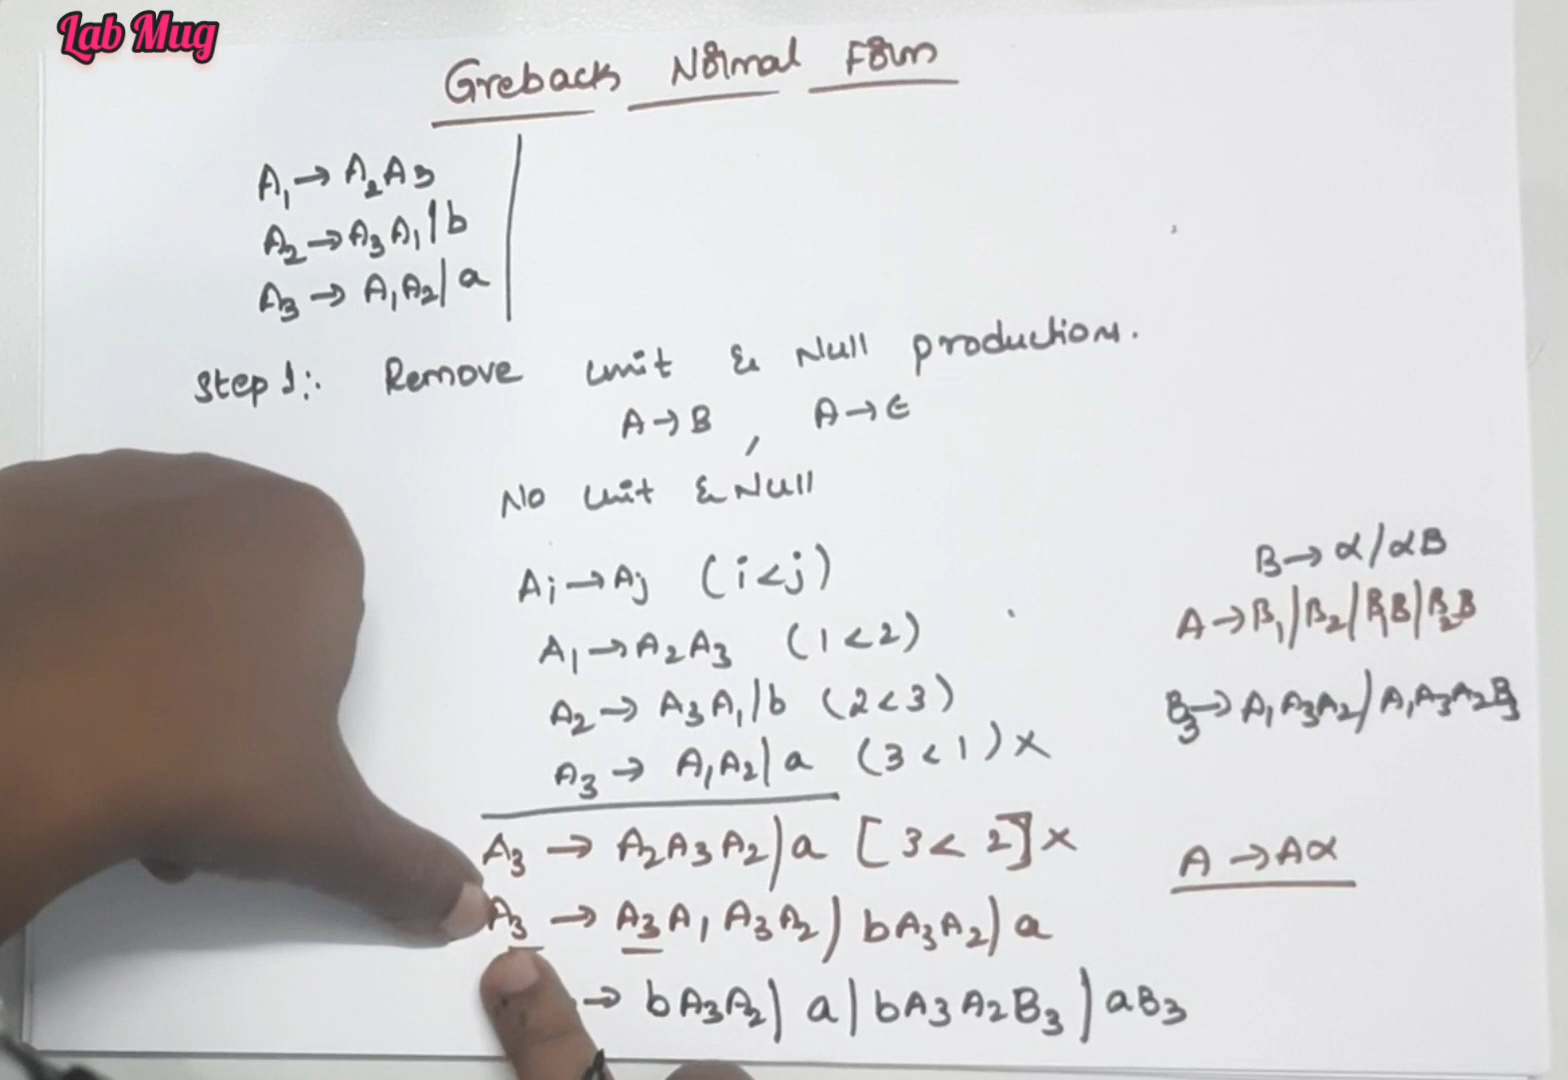 Lab Mug
Greback Normal Form
A₁ → A₂A₃
A₂ → A₃A₁ | b
A₃ → A₁A₂ | a
Step 1:. Remove unit & Null productions.
A → B , A → ϵ
No unit & Null
Ai → Aj (i < j)
A₁ → A₂A₃ (1 < 2)
A₂ → A₃A₁ | b (2 < 3)
A₃ → A₁A₂ | a (3 < 1) ×
A₃ → A₂A₃A₂ | a [3 < 2] ×
A₃ → A₃A₁A₃A₂ | bA₃A₂ | a
→ bA₃A₂ | a | bA₃A₂B₃ | aB₃
B → α / αB
A → β₁ | β₂ | β₁B | β₂B
B₃ → A₁A₃A₂ | A₁A₃A₂B₃
A → Aα